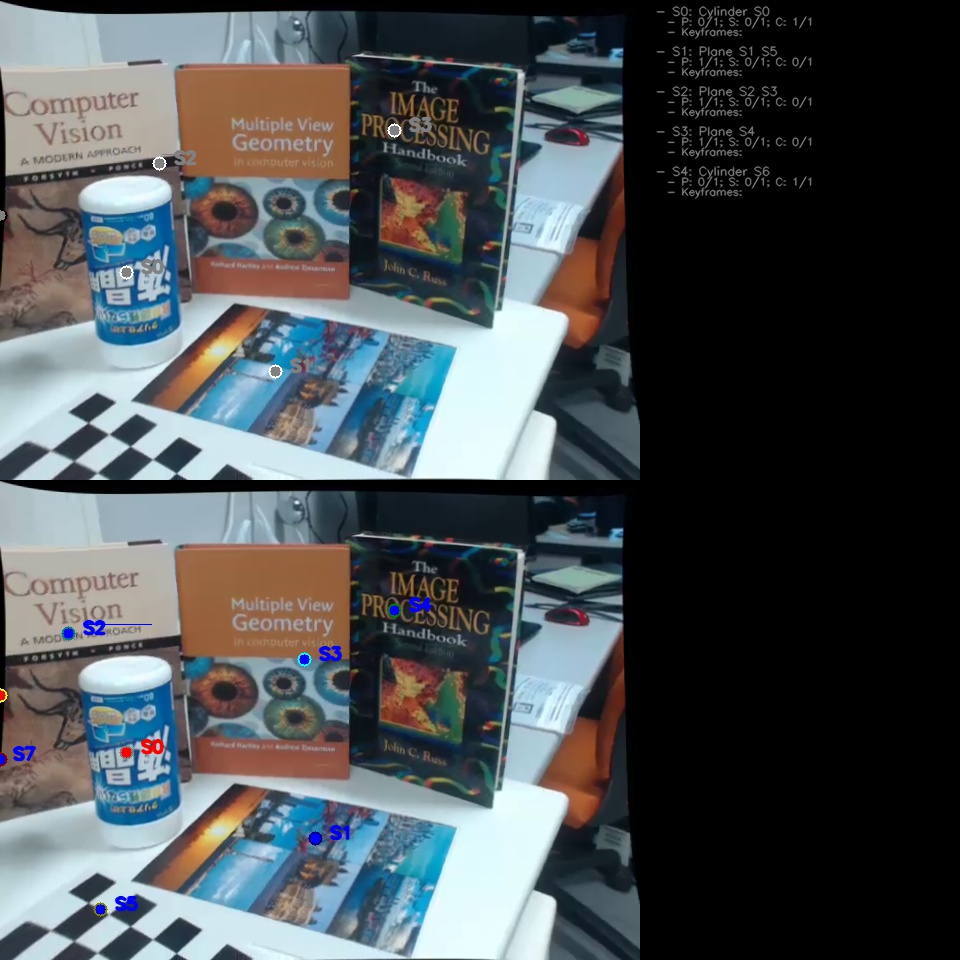 Computer
Vision
A MODERN APPROACH
FORSYTH • PONCE
S2
S0
Multiple View
Geometry
in computer vision
Richard Hartley and Andrew Zisserman
The
IMAGE
PROCESSING
Handbook
Second Edition
John C. Russ
S3
S1
- S0: Cylinder S0
- P: 0/1; S: 0/1; C: 1/1
- Keyframes:
- S1: Plane S1 S5
- P: 1/1; S: 0/1; C: 0/1
- Keyframes:
- S2: Plane S2 S3
- P: 1/1; S: 0/1; C: 0/1
- Keyframes:
- S3: Plane S4
- P: 1/1; S: 0/1; C: 0/1
- Keyframes:
- S4: Cylinder S6
- P: 0/1; S: 0/1; C: 1/1
- Keyframes:
Computer
Vision
S2
A MODERN APPROACH
FORSYTH • PONCE
S7
S0
Multiple View
Geometry
in computer vision
S3
Richard Hartley and Andrew Zisserman
The
IMAGE
PROCESSING
S4
Handbook
Second Edition
John C. Russ
S1
S5